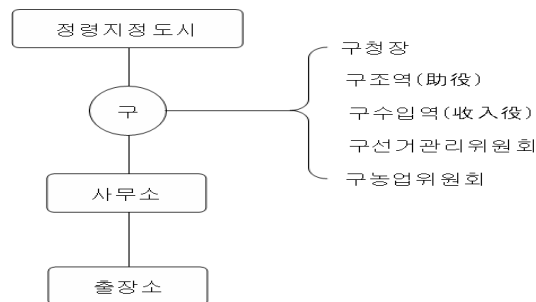 정령지정도시
구청장
구조역(助役)
구
구수입역(收入役)
구선거관리위원회
구농업위원회
사무소
출장소